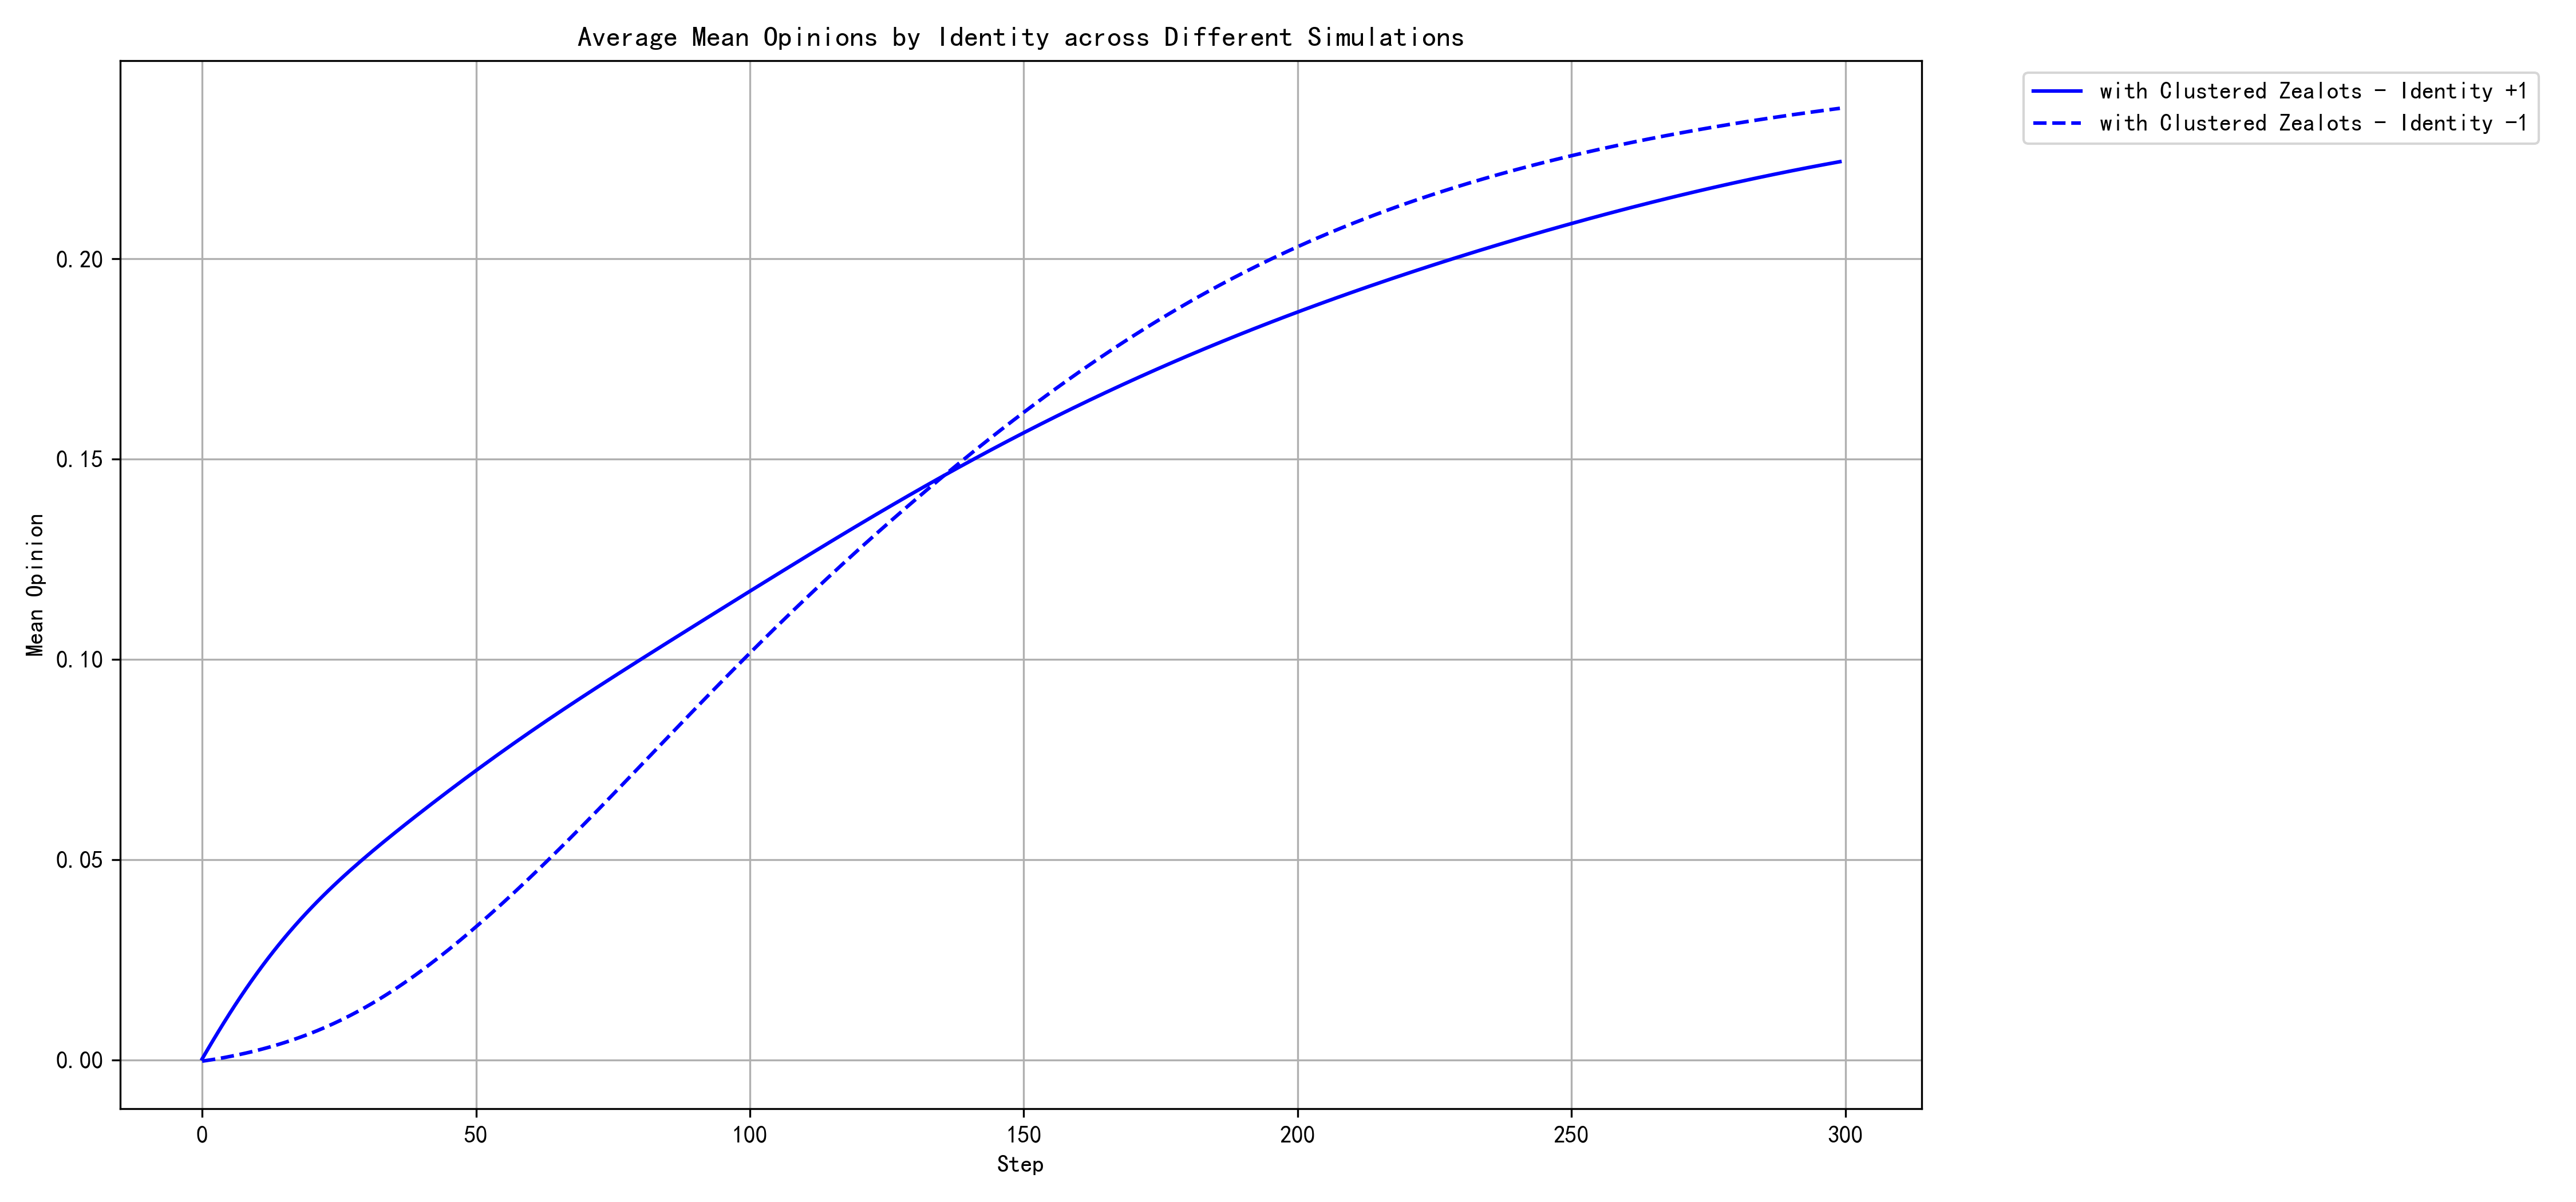 Average Mean Opinions by Identity across Different Simulations
with Clustered Zealots - Identity +1
with Clustered Zealots - Identity -1
Mean Opinion
0.20
0.15
0.10
0.05
0.00
0 50 100 150 200 250 300
Step